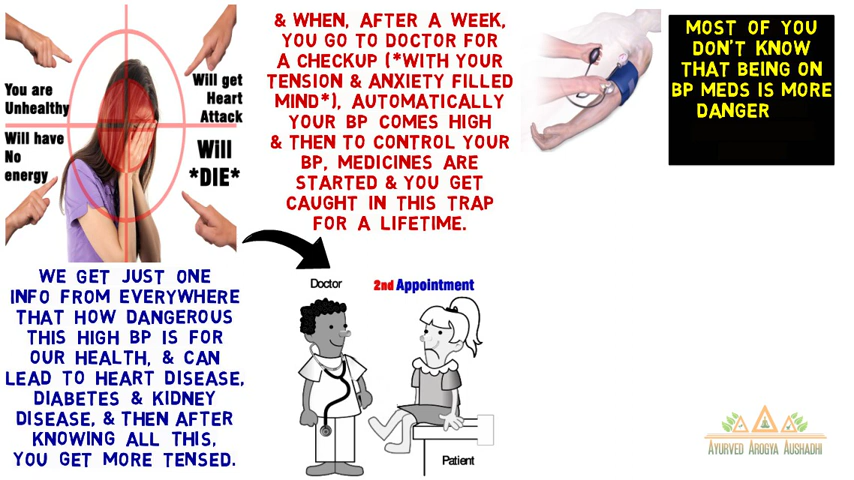 You are
Unhealthy
Will get
Heart
Attack
Will have
No
energy
Will
*DIE*
WE GET JUST ONE
INFO FROM EVERYWHERE
THAT HOW DANGEROUS
THIS HIGH BP IS FOR
OUR HEALTH, & CAN
LEAD TO HEART DISEASE,
DIABETES & KIDNEY
DISEASE, & THEN AFTER
KNOWING ALL THIS,
YOU GET MORE TENSED.
& WHEN, AFTER A WEEK,
YOU GO TO DOCTOR FOR
A CHECKUP (*WITH YOUR
TENSION & ANXIETY FILLED
MIND*), AUTOMATICALLY
YOUR BP COMES HIGH
& THEN TO CONTROL YOUR
BP, MEDICINES ARE
STARTED & YOU GET
CAUGHT IN THIS TRAP
FOR A LIFETIME.
Doctor
2nd Appointment
Patient
MOST OF YOU
DON'T KNOW
THAT BEING ON
BP MEDS IS MORE
DANGER
AYURVED AROGYA AUSHADHI